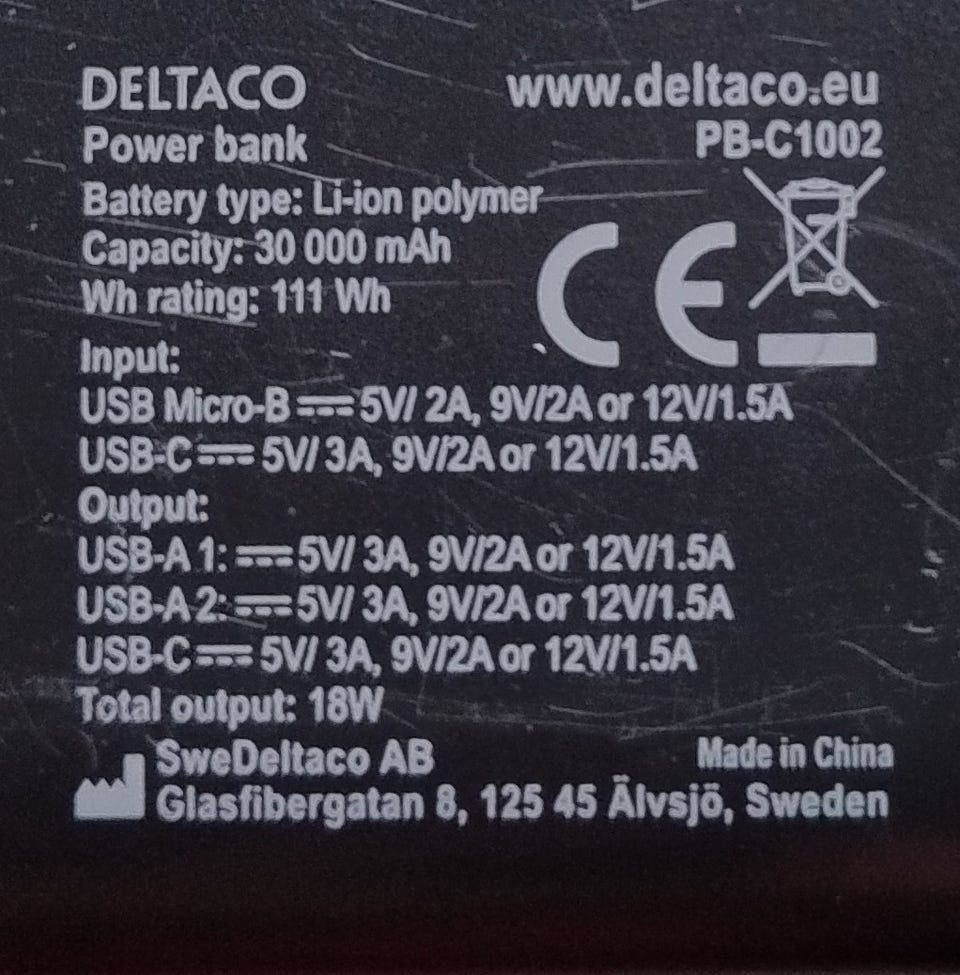 DELTACO www.deltaco.eu
Power bank PB-C1002
Battery type: Li-ion polymer
Capacity: 30 000 mAh
Wh rating: 111 Wh
CE
Input:
USB Micro-B ⎓ 5V/ 2A, 9V/2A or 12V/1.5A
USB-C ⎓ 5V/ 3A, 9V/2A or 12V/1.5A
Output:
USB-A 1: ⎓ 5V/ 3A, 9V/2A or 12V/1.5A
USB-A 2: ⎓ 5V/ 3A, 9V/2A or 12V/1.5A
USB-C ⎓ 5V/ 3A, 9V/2A or 12V/1.5A
Total output: 18W
SweDeltaco AB Made in China
Glasfibergatan 8, 125 45 Älvsjö, Sweden